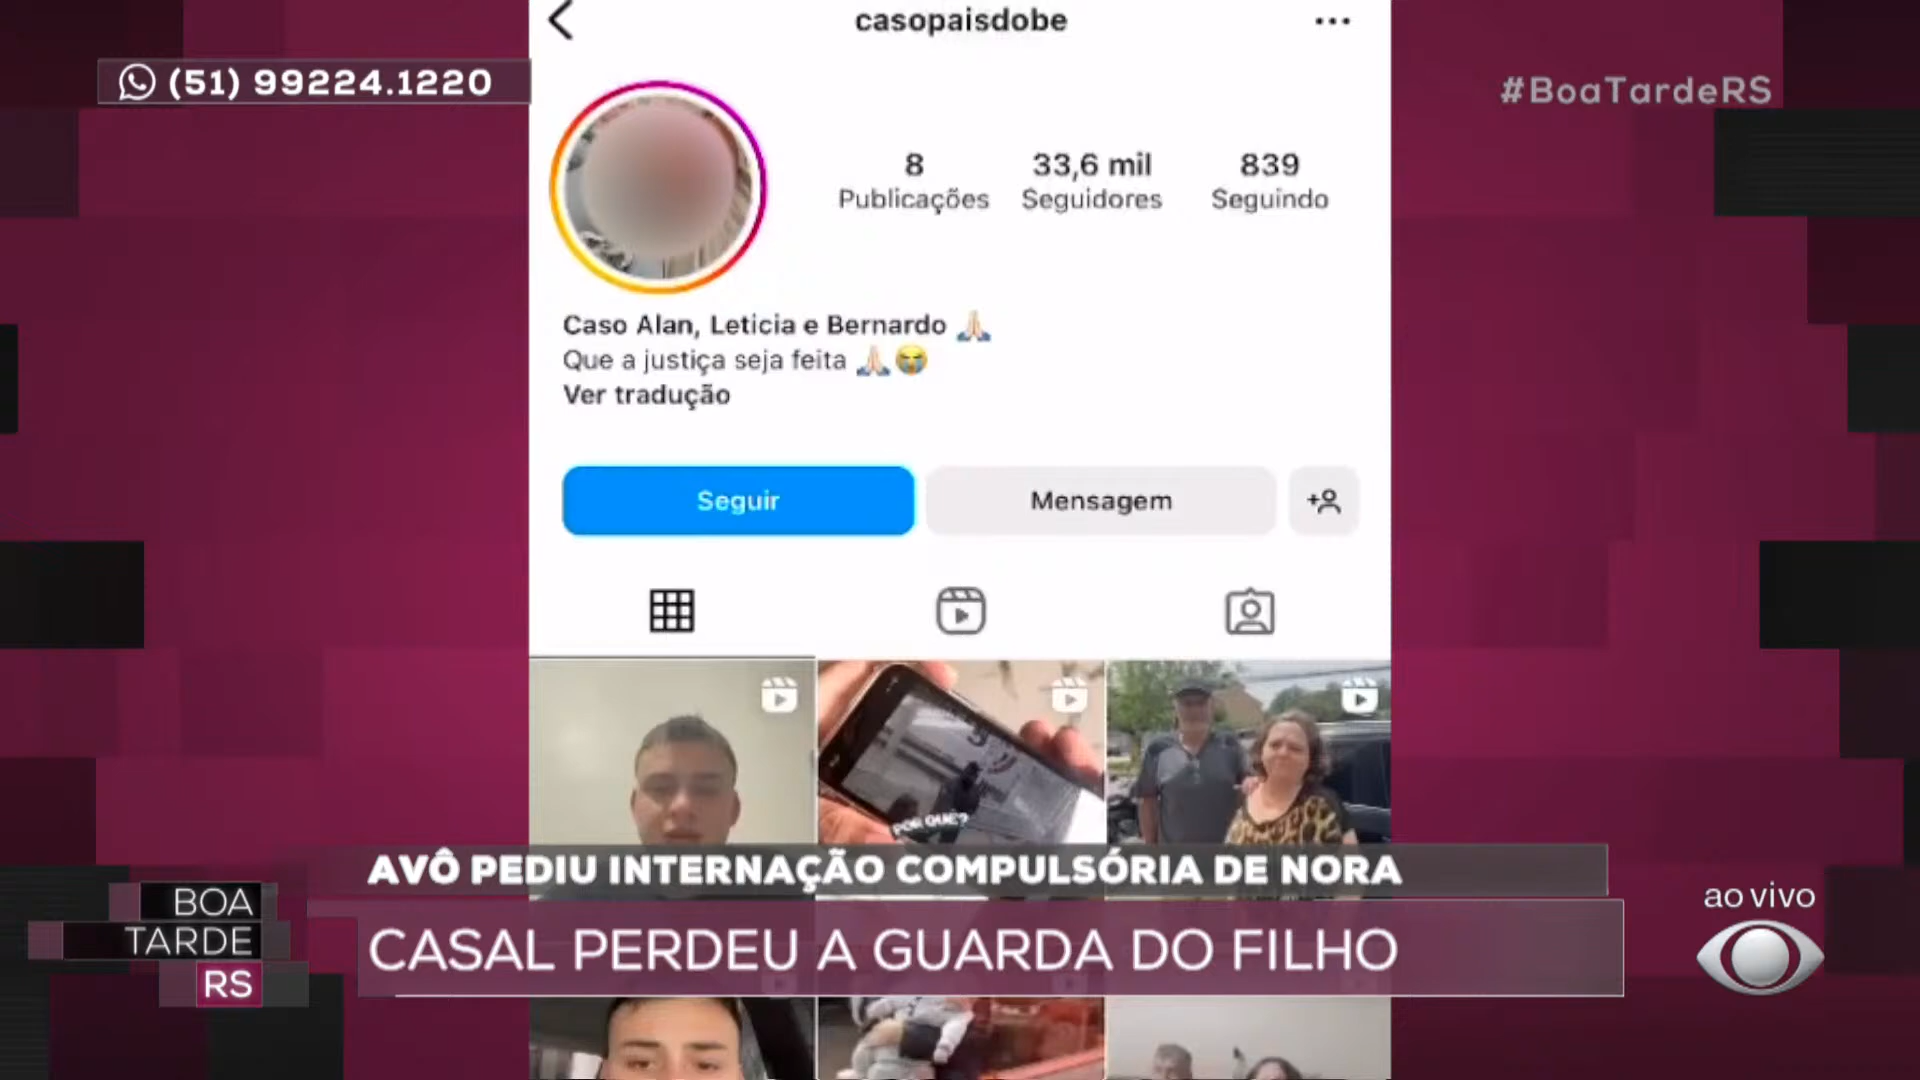 casopaisdobe
(51) 99224.1220
#BoaTardeRS
8
Publicações
33,6 mil
Seguidores
839
Seguindo
Caso Alan, Leticia e Bernardo 🙏🏻
Que a justiça seja feita 🙏🏻😭
Ver tradução
Seguir
Mensagem
POR QUE?
AVÔ PEDIU INTERNAÇÃO COMPULSÓRIA DE NORA
CASAL PERDEU A GUARDA DO FILHO
BOA
TARDE
RS
ao vivo